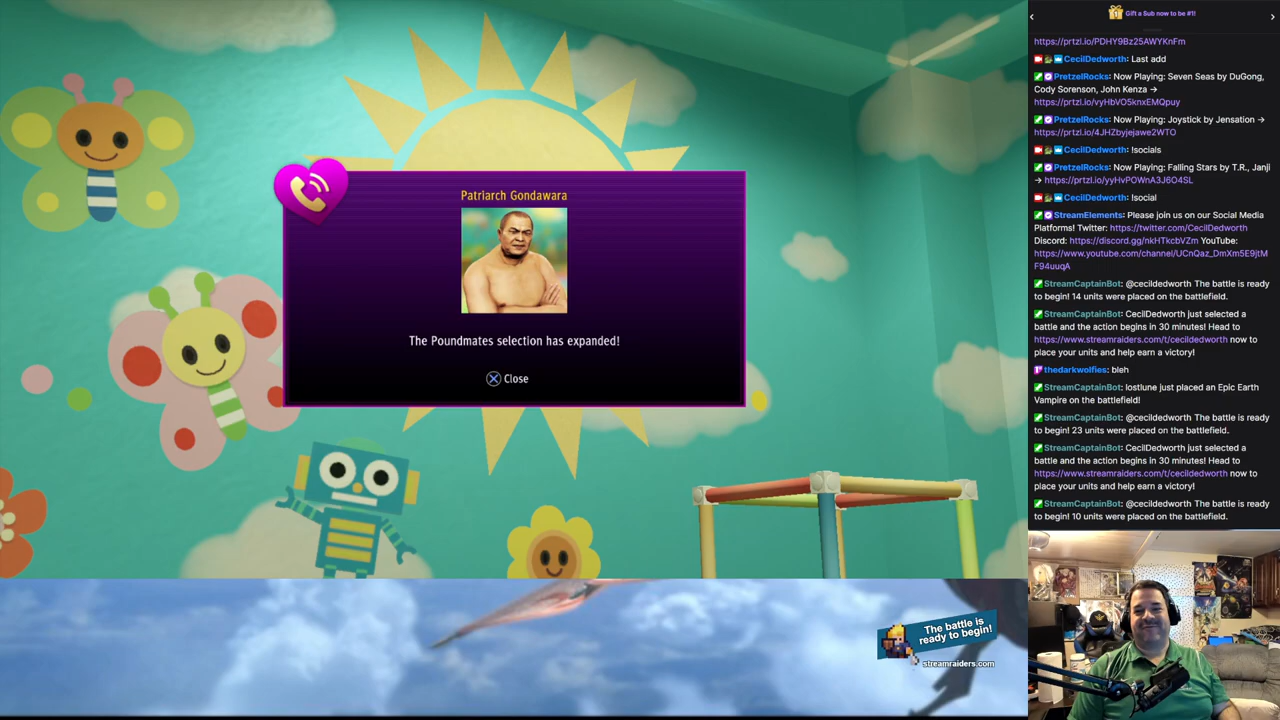 Gift a Sub now to be #1!
https://prtzl.io/PDHY9Bz25AWYKnFm
CecilDedworth: Last add
PretzelRocks: Now Playing: Seven Seas by DuGong,
Cody Sorenson, John Kenza →
https://prtzl.io/vyHbVO5knxEMQpuy
PretzelRocks: Now Playing: Joystick by Jensation →
https://prtzl.io/4JHZbyjejawe2WTO
CecilDedworth: !socials
PretzelRocks: Now Playing: Falling Stars by T.R., Janji
→ https://prtzl.io/yyHvPOWnA3J6O4SL
CecilDedworth: !social
StreamElements: Please join us on our Social Media
Platforms! Twitter: https://twitter.com/CecilDedworth
Discord: https://discord.gg/nkHTkcbVZm YouTube:
https://www.youtube.com/channel/UCnQaz_DmXm5E9jtM
F94uuqA
StreamCaptainBot: @cecildedworth The battle is ready
to begin! 14 units were placed on the battlefield.
StreamCaptainBot: CecilDedworth just selected a
battle and the action begins in 30 minutes! Head to
https://www.streamraiders.com/t/cecildedworth now to
place your units and help earn a victory!
thedarkwolfies: bleh
StreamCaptainBot: lostlune just placed an Epic Earth
Vampire on the battlefield!
StreamCaptainBot: @cecildedworth The battle is ready
to begin! 23 units were placed on the battlefield.
StreamCaptainBot: CecilDedworth just selected a
battle and the action begins in 30 minutes! Head to
https://www.streamraiders.com/t/cecildedworth now to
place your units and help earn a victory!
StreamCaptainBot: @cecildedworth The battle is ready
to begin! 10 units were placed on the battlefield.
Patriarch Gondawara
The Poundmates selection has expanded!
Close
The battle is
ready to begin!
streamraiders.com